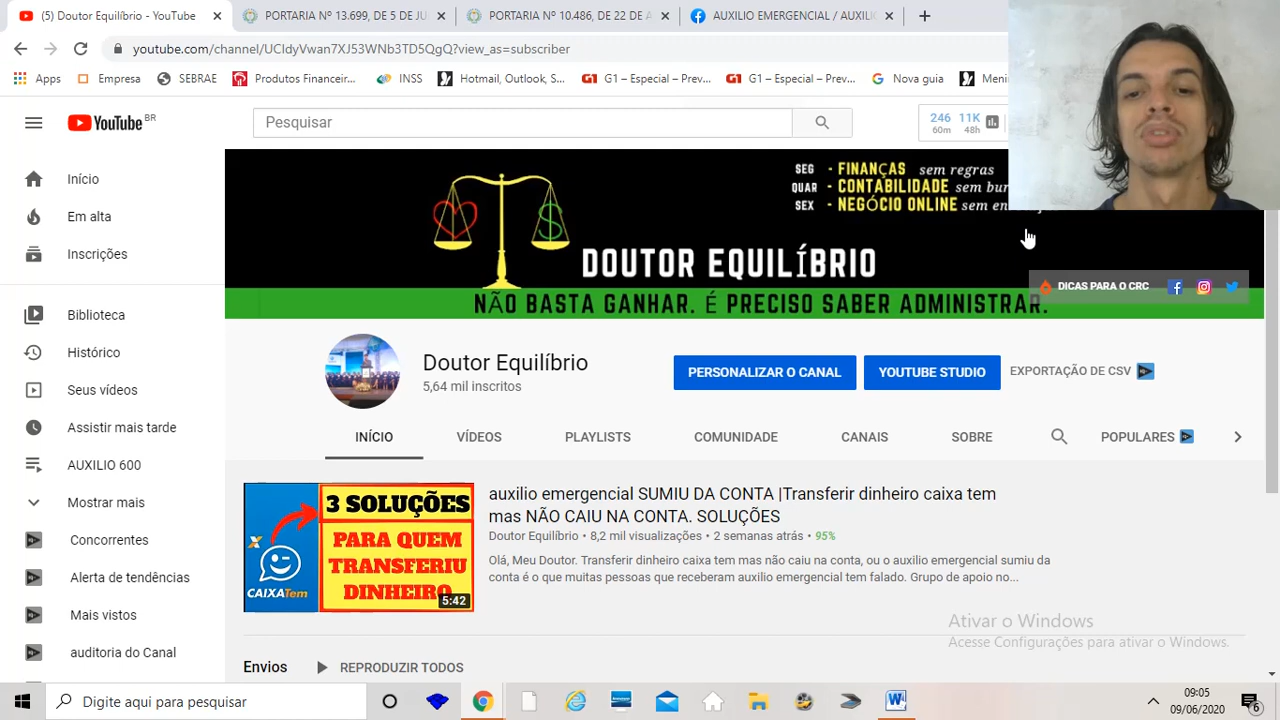 (5) Doutor Equilíbrio - YouTube
PORTARIA Nº 13.699, DE 5 DE JU
PORTARIA Nº 10.486, DE 22 DE A
AUXILIO EMERGENCIAL / AUXILI
youtube.com/channel/UCIdyVwan7XJ53WNb3TD5QgQ?view_as=subscriber
Apps
Empresa
SEBRAE
Produtos Financeir...
INSS
Hotmail, Outlook, S...
G1 – Especial – Prev...
G1 – Especial – Prev...
Nova guia
YouTube BR
Pesquisar
246 11K
60m 48h
Início
Em alta
Inscrições
Biblioteca
Histórico
Seus vídeos
Assistir mais tarde
AUXILIO 600
Mostrar mais
Concorrentes
Alerta de tendências
Mais vistos
auditoria do Canal
SEG - FINANÇAS sem regras
QUAR - CONTABILIDADE sem
SEX - NEGÓCIO ONLINE sem
DOUTOR EQUILÍBRIO
NÃO BASTA GANHAR. É PRECISO SABER ADMINISTRAR.
DICAS PARA O CRC
Doutor Equilíbrio
5,64 mil inscritos
PERSONALIZAR O CANAL
YOUTUBE STUDIO
EXPORTAÇÃO DE CSV
INÍCIO
VÍDEOS
PLAYLISTS
COMUNIDADE
CANAIS
SOBRE
POPULARES
3 SOLUÇÕES
PARA QUEM
TRANSFERIU
DINHEIRO
X
CAIXATem
5:42
auxilio emergencial SUMIU DA CONTA |Transferir dinheiro caixa tem
mas NÃO CAIU NA CONTA. SOLUÇÕES
Doutor Equilíbrio • 8,2 mil visualizações • 2 semanas atrás • 95%
Olá, Meu Doutor. Transferir dinheiro caixa tem mas não caiu na conta, ou o auxilio emergencial sumiu da
conta é o que muitas pessoas que receberam auxilio emergencial tem falado. Grupo de apoio no...
Ativar o Windows
Acesse Configurações para ativar o Windows.
Envios
REPRODUZIR TODOS
Digite aqui para pesquisar
09:05
09/06/2020
6